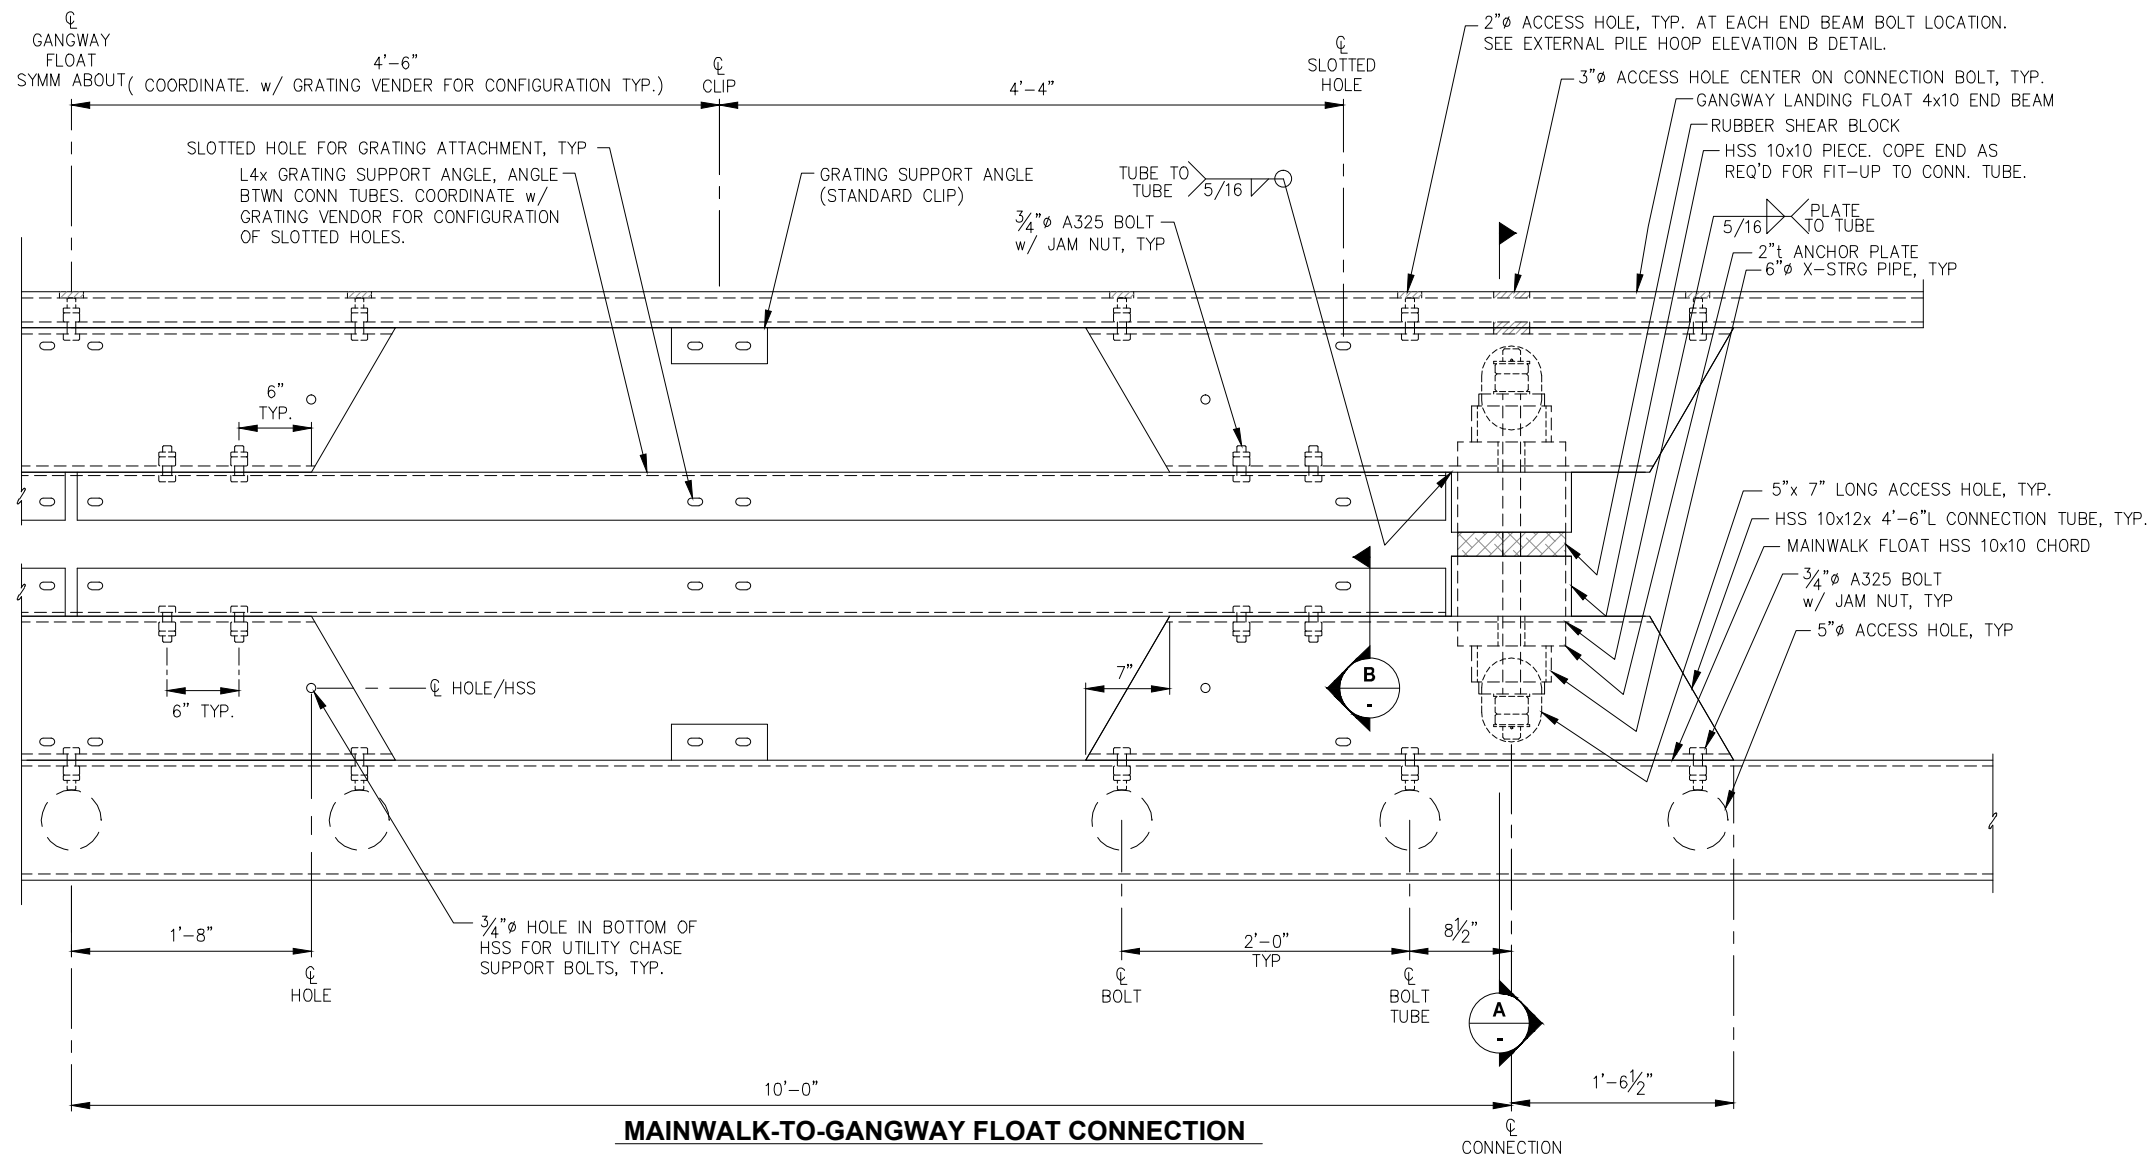 ℄
GANGWAY
FLOAT
SYMM ABOUT
4'-6"
( COORDINATE. w/ GRATING VENDER FOR CONFIGURATION TYP.)
℄
CLIP
4'-4"
℄
SLOTTED
HOLE
2"ø ACCESS HOLE, TYP. AT EACH END BEAM BOLT LOCATION.
SEE EXTERNAL PILE HOOP ELEVATION B DETAIL.
3"ø ACCESS HOLE CENTER ON CONNECTION BOLT, TYP.
GANGWAY LANDING FLOAT 4x10 END BEAM
RUBBER SHEAR BLOCK
HSS 10x10 PIECE. COPE END AS
REQ'D FOR FIT-UP TO CONN. TUBE.
5/16
PLATE
TO TUBE
2"t ANCHOR PLATE
6"ø X-STRG PIPE, TYP
SLOTTED HOLE FOR GRATING ATTACHMENT, TYP
L4x GRATING SUPPORT ANGLE, ANGLE
BTWN CONN TUBES. COORDINATE w/
GRATING VENDOR FOR CONFIGURATION
OF SLOTTED HOLES.
GRATING SUPPORT ANGLE
(STANDARD CLIP)
TUBE TO
TUBE
5/16
¾"ø A325 BOLT
w/ JAM NUT, TYP
6"
TYP.
5"x 7" LONG ACCESS HOLE, TYP.
HSS 10x12x 4'-6"L CONNECTION TUBE, TYP.
MAINWALK FLOAT HSS 10x10 CHORD
¾"ø A325 BOLT
w/ JAM NUT, TYP
5"ø ACCESS HOLE, TYP
6" TYP.
℄ HOLE/HSS
7"
B
-
1'-8"
℄
HOLE
¾"ø HOLE IN BOTTOM OF
HSS FOR UTILITY CHASE
SUPPORT BOLTS, TYP.
2'-0"
TYP
8½"
℄
BOLT
℄
BOLT
TUBE
A
-
10'-0"
1'-6½"
℄
CONNECTION
MAINWALK-TO-GANGWAY FLOAT CONNECTION